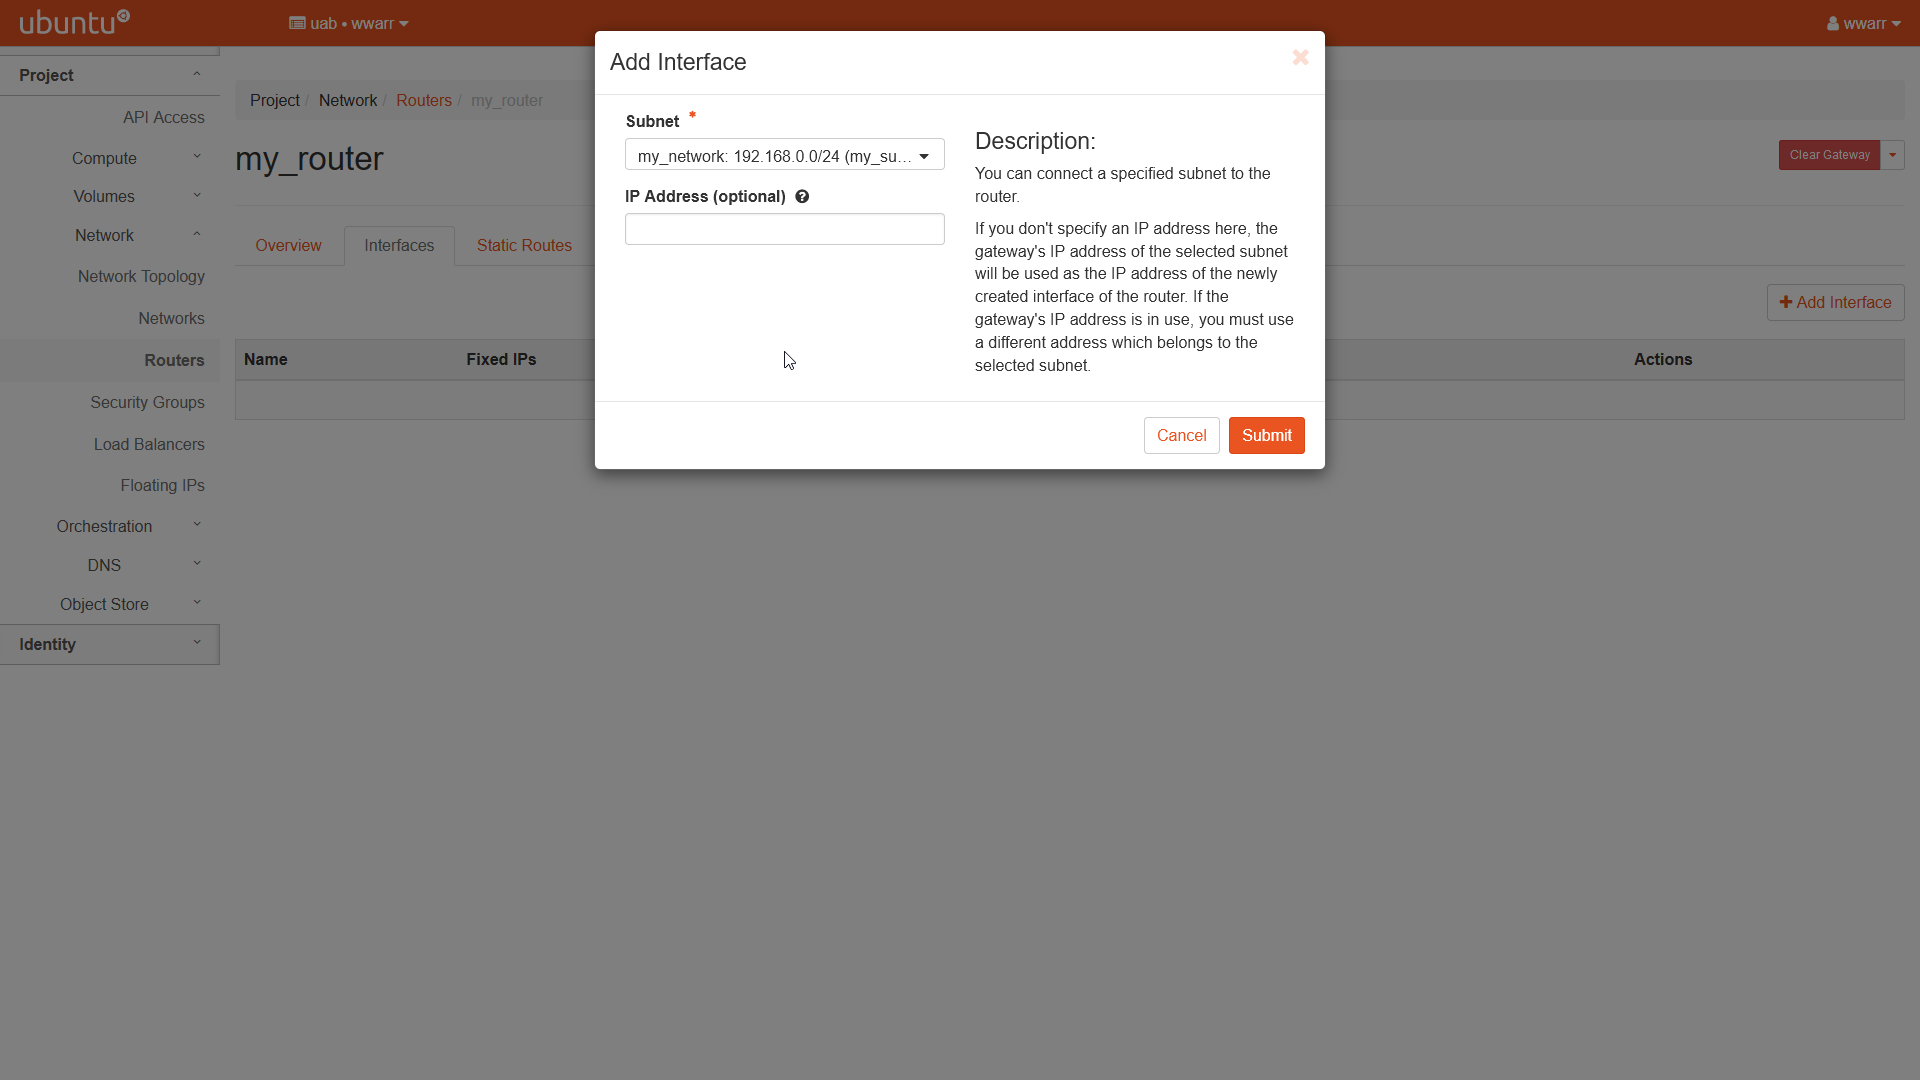 ubuntu
uab • wwarr
wwarr
Project
API Access
Compute
Volumes
Network
Network Topology
Networks
Routers
Security Groups
Load Balancers
Floating IPs
Orchestration
DNS
Object Store
Identity
Project / Network / Routers / my_router
my_router
Clear Gateway
Overview
Interfaces
Static Routes
+ Add Interface
Name
Fixed IPs
Actions
Add Interface
Subnet *
my_network: 192.168.0.0/24 (my_su...
IP Address (optional)
Description:
You can connect a specified subnet to the
router.
If you don't specify an IP address here, the
gateway's IP address of the selected subnet
will be used as the IP address of the newly
created interface of the router. If the
gateway's IP address is in use, you must use
a different address which belongs to the
selected subnet.
Cancel
Submit